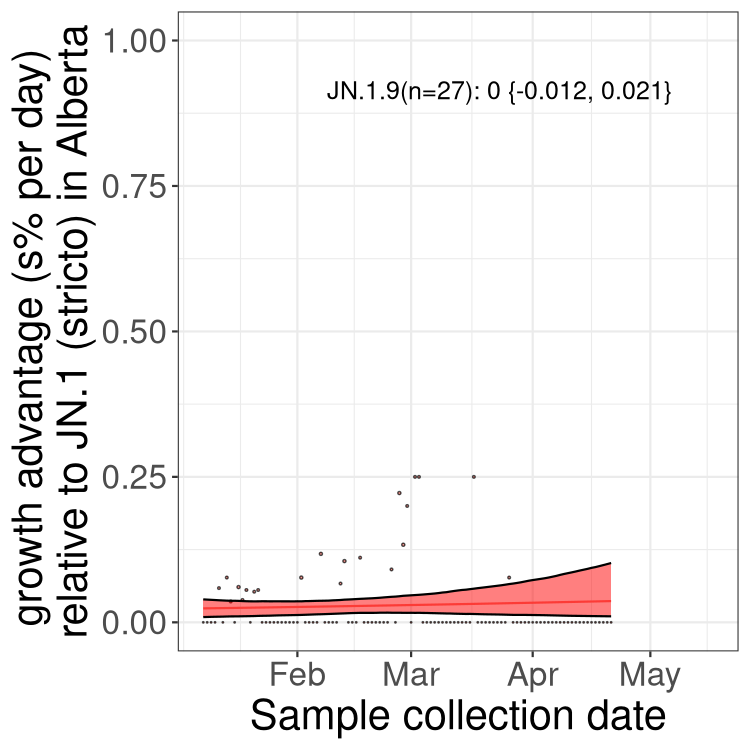 growth advantage (s% per day)
relative to JN.1 (stricto) in Alberta
1.00
0.75
0.50
0.25
0.00
JN.1.9(n=27): 0 {-0.012, 0.021}
Feb Mar Apr May
Sample collection date